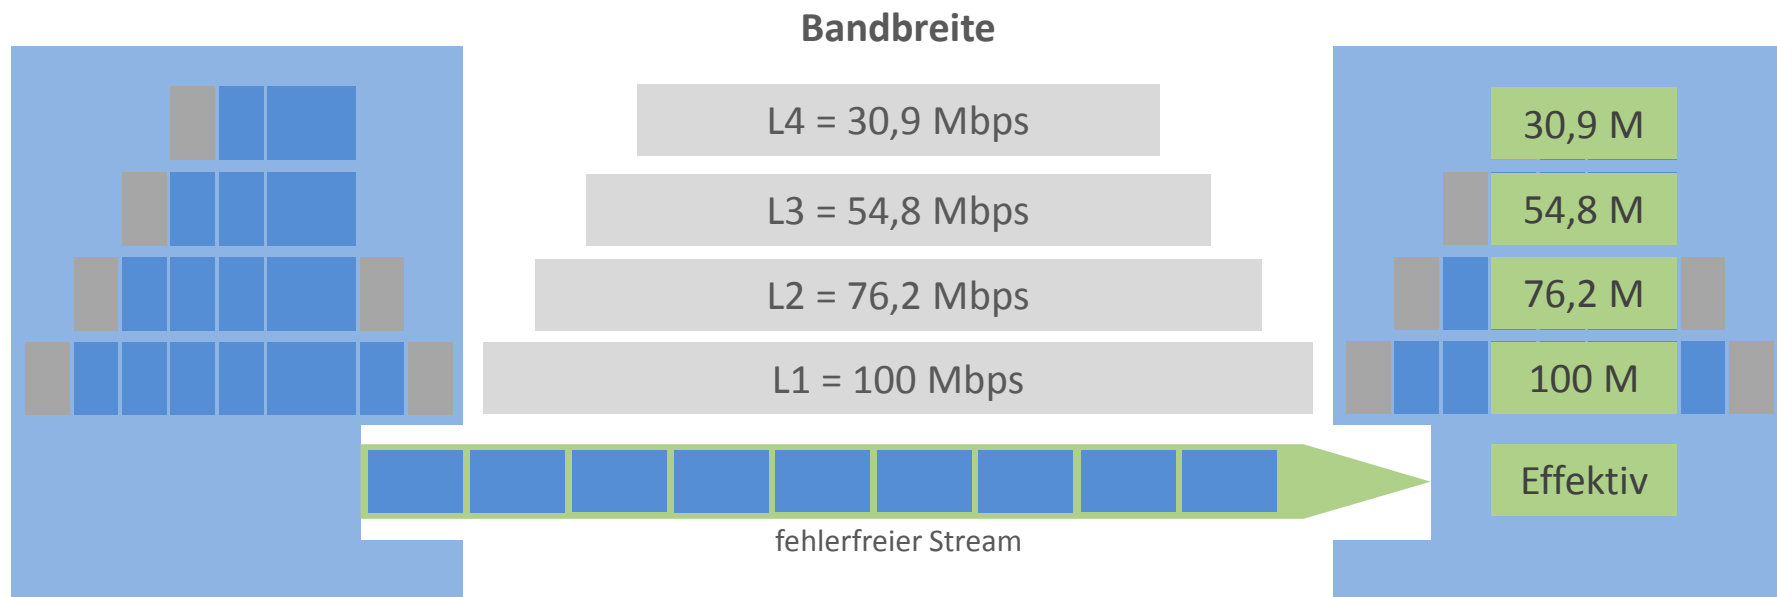 Bandbreite
L4 = 30,9 Mbps
30,9 M
L3 = 54,8 Mbps
54,8 M
L2 = 76,2 Mbps
76,2 M
L1 = 100 Mbps
100 M
Effektiv
fehlerfreier Stream